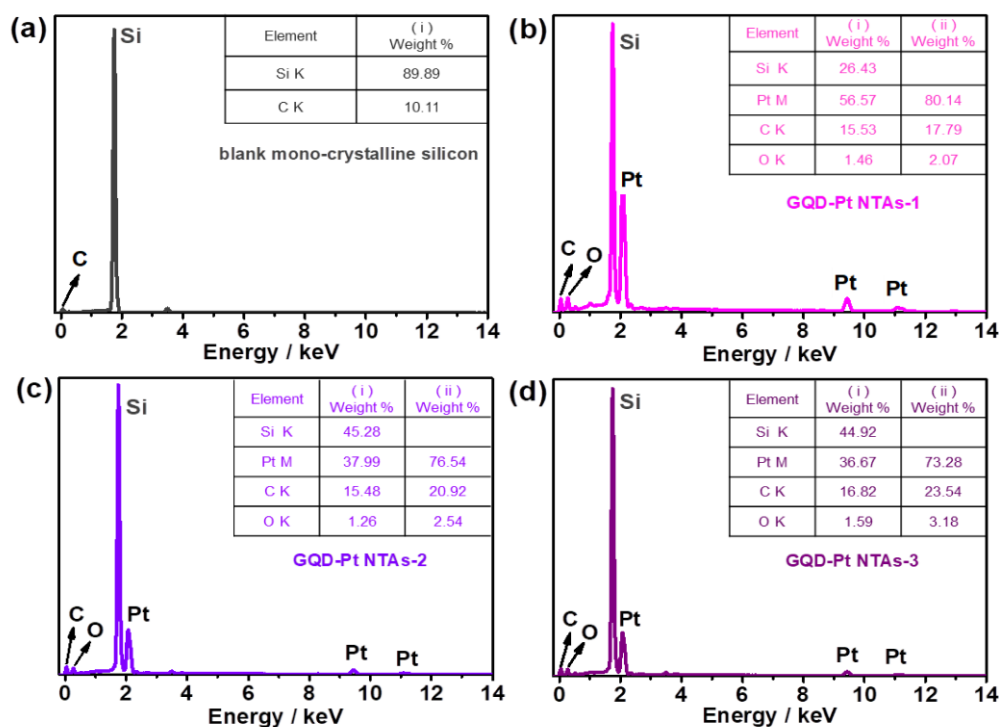 (a)
Si
Element
( i )
Weight %
Si K 89.89
C K 10.11
blank mono-crystalline silicon
C
0 2 4 6 8 10 12 14
Energy / keV
(b)
Si
Element
( i )
Weight %
( ii )
Weight %
Si K 26.43
Pt M 56.57 80.14
C K 15.53 17.79
O K 1.46 2.07
GQD-Pt NTAs-1
Pt
C
O
Pt
Pt
0 2 4 6 8 10 12 14
Energy / keV
(c)
Si
Element
( i )
Weight %
( ii )
Weight %
Si K 45.28
Pt M 37.99 76.54
C K 15.48 20.92
O K 1.26 2.54
GQD-Pt NTAs-2
Pt
C
O
Pt
Pt
0 2 4 6 8 10 12 14
Energy / keV
(d)
Si
Element
( i )
Weight %
( ii )
Weight %
Si K 44.92
Pt M 36.67 73.28
C K 16.82 23.54
O K 1.59 3.18
GQD-Pt NTAs-3
Pt
C
O
Pt
Pt
0 2 4 6 8 10 12 14
Energy / keV